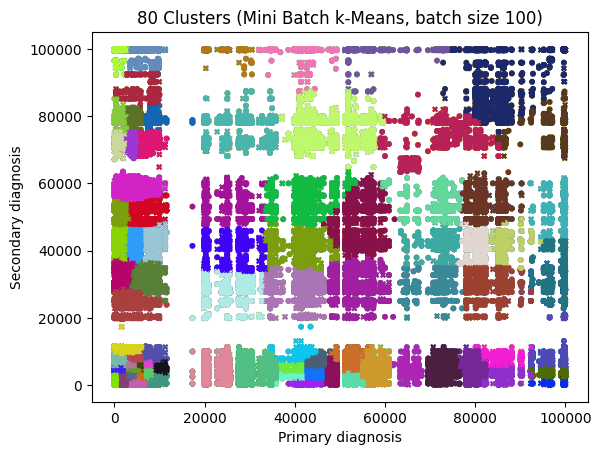 80 Clusters (Mini Batch k-Means, batch size 100)
100000
80000
60000
40000
20000
0
Secondary diagnosis
0 20000 40000 60000 80000 100000
Primary diagnosis